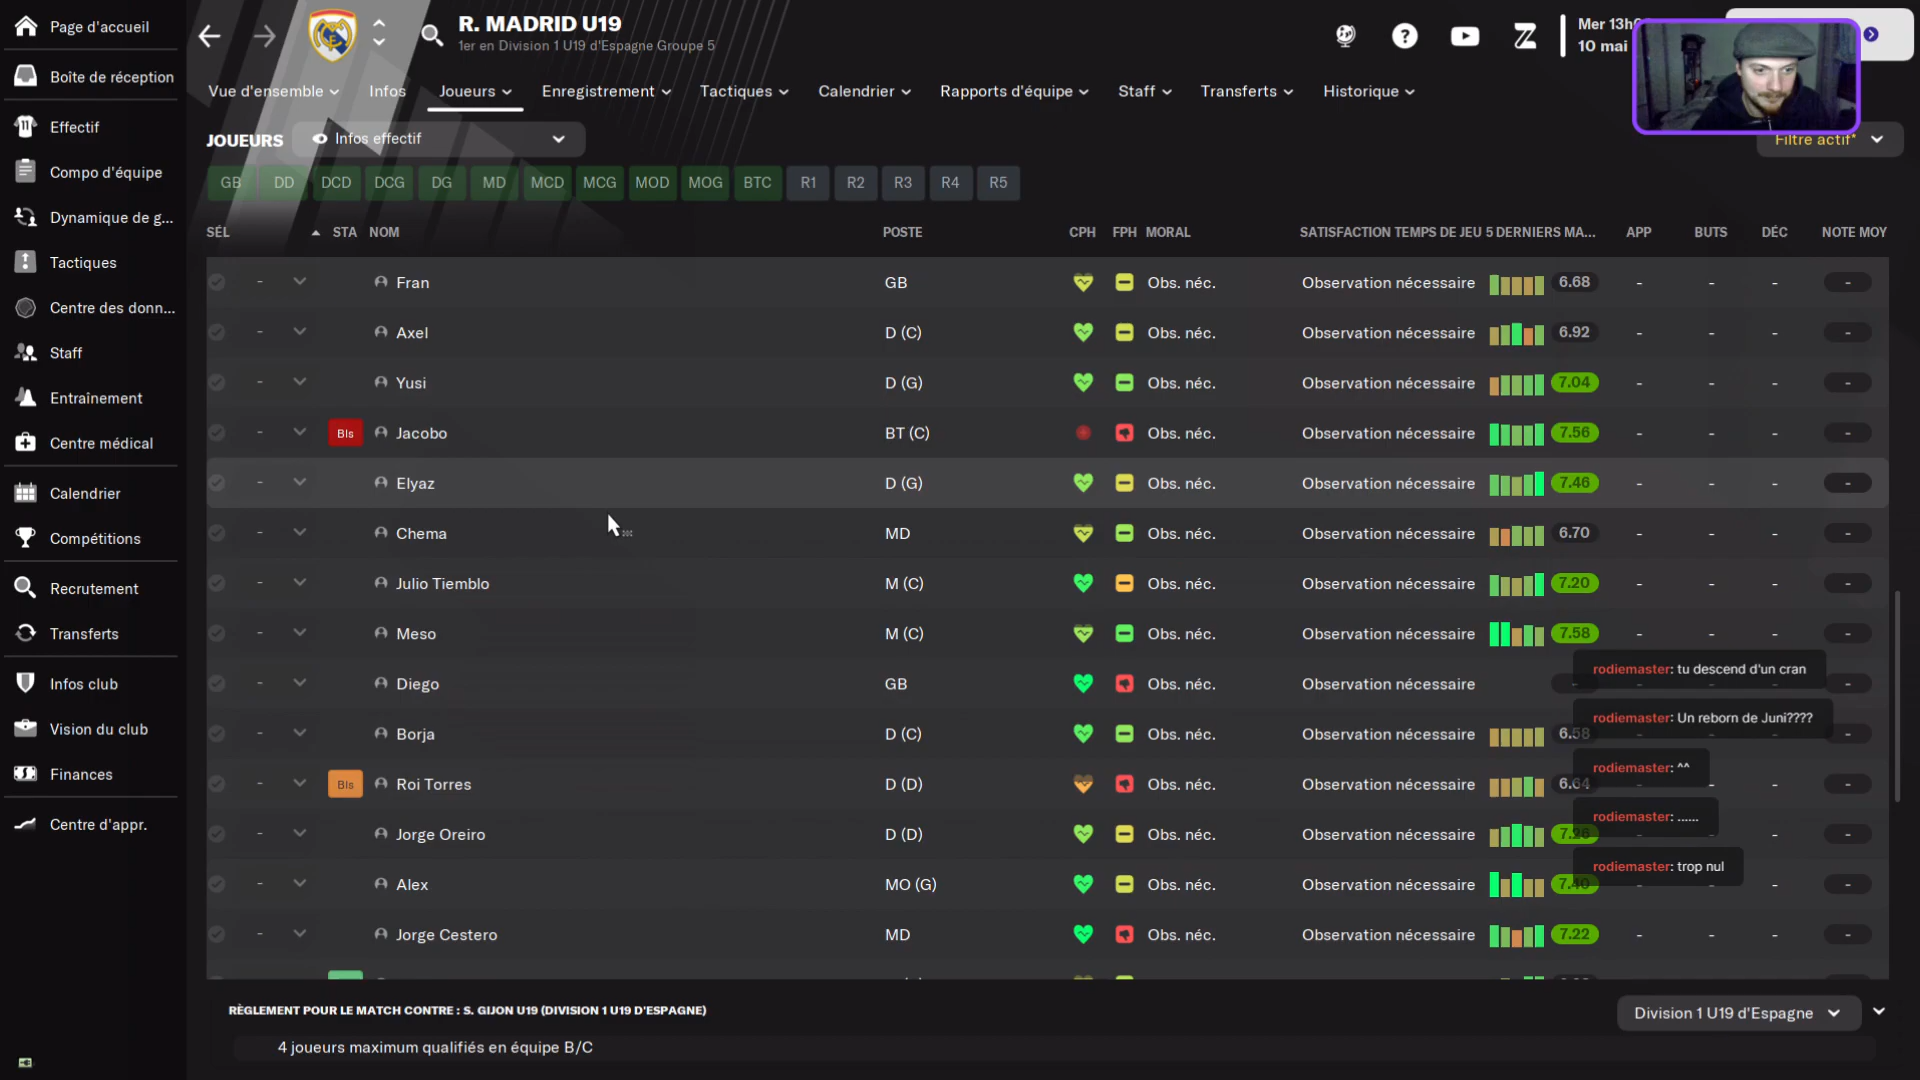 Page d'accueil
Boîte de réception
Effectif
Compo d'équipe
Dynamique de g...
Tactiques
Centre des donn...
Staff
Entraînement
Centre médical
Calendrier
Compétitions
Recrutement
Transferts
Infos club
Vision du club
Finances
Centre d'appr.
R. MADRID U19
1er en Division 1 U19 d'Espagne Groupe 5
Mer 13h
10 mai
Vue d'ensemble Infos Joueurs Enregistrement Tactiques Calendrier Rapports d'équipe Staff Transferts Historique
JOUEURS Infos effectif Filtre actif*
GB DD DCD DCG DG MD MCD MCG MOD MOG BTC R1 R2 R3 R4 R5
SÉL STA NOM POSTE CPH FPH MORAL SATISFACTION TEMPS DE JEU 5 DERNIERS MA... APP BUTS DÉC NOTE MOY
- Fran GB Obs. néc. Observation nécessaire 6.68 - - - -
- Axel D (C) Obs. néc. Observation nécessaire 6.92 - - - -
- Yusi D (G) Obs. néc. Observation nécessaire 7.04 - - - -
- Bls Jacobo BT (C) Obs. néc. Observation nécessaire 7.56 - - - -
- Elyaz D (G) Obs. néc. Observation nécessaire 7.46 - - - -
- Chema MD Obs. néc. Observation nécessaire 6.70 - - - -
- Julio Tiemblo M (C) Obs. néc. Observation nécessaire 7.20 - - - -
- Meso M (C) Obs. néc. Observation nécessaire 7.58 - - - -
- Diego GB Obs. néc. Observation nécessaire - - - -
- Borja D (C) Obs. néc. Observation nécessaire 6.58 - - - -
- Bls Roi Torres D (D) Obs. néc. Observation nécessaire 6.64 - - - -
- Jorge Oreiro D (D) Obs. néc. Observation nécessaire 7.26 - - - -
- Alex MO (G) Obs. néc. Observation nécessaire 7.40 - - - -
- Jorge Cestero MD Obs. néc. Observation nécessaire 7.22 - - - -
rodiemaster: tu descend d'un cran
rodiemaster: Un reborn de Juni????
rodiemaster: ^^
rodiemaster: ......
rodiemaster: trop nul
RÈGLEMENT POUR LE MATCH CONTRE : S. GIJON U19 (DIVISION 1 U19 D'ESPAGNE)
Division 1 U19 d'Espagne
4 joueurs maximum qualifiés en équipe B/C